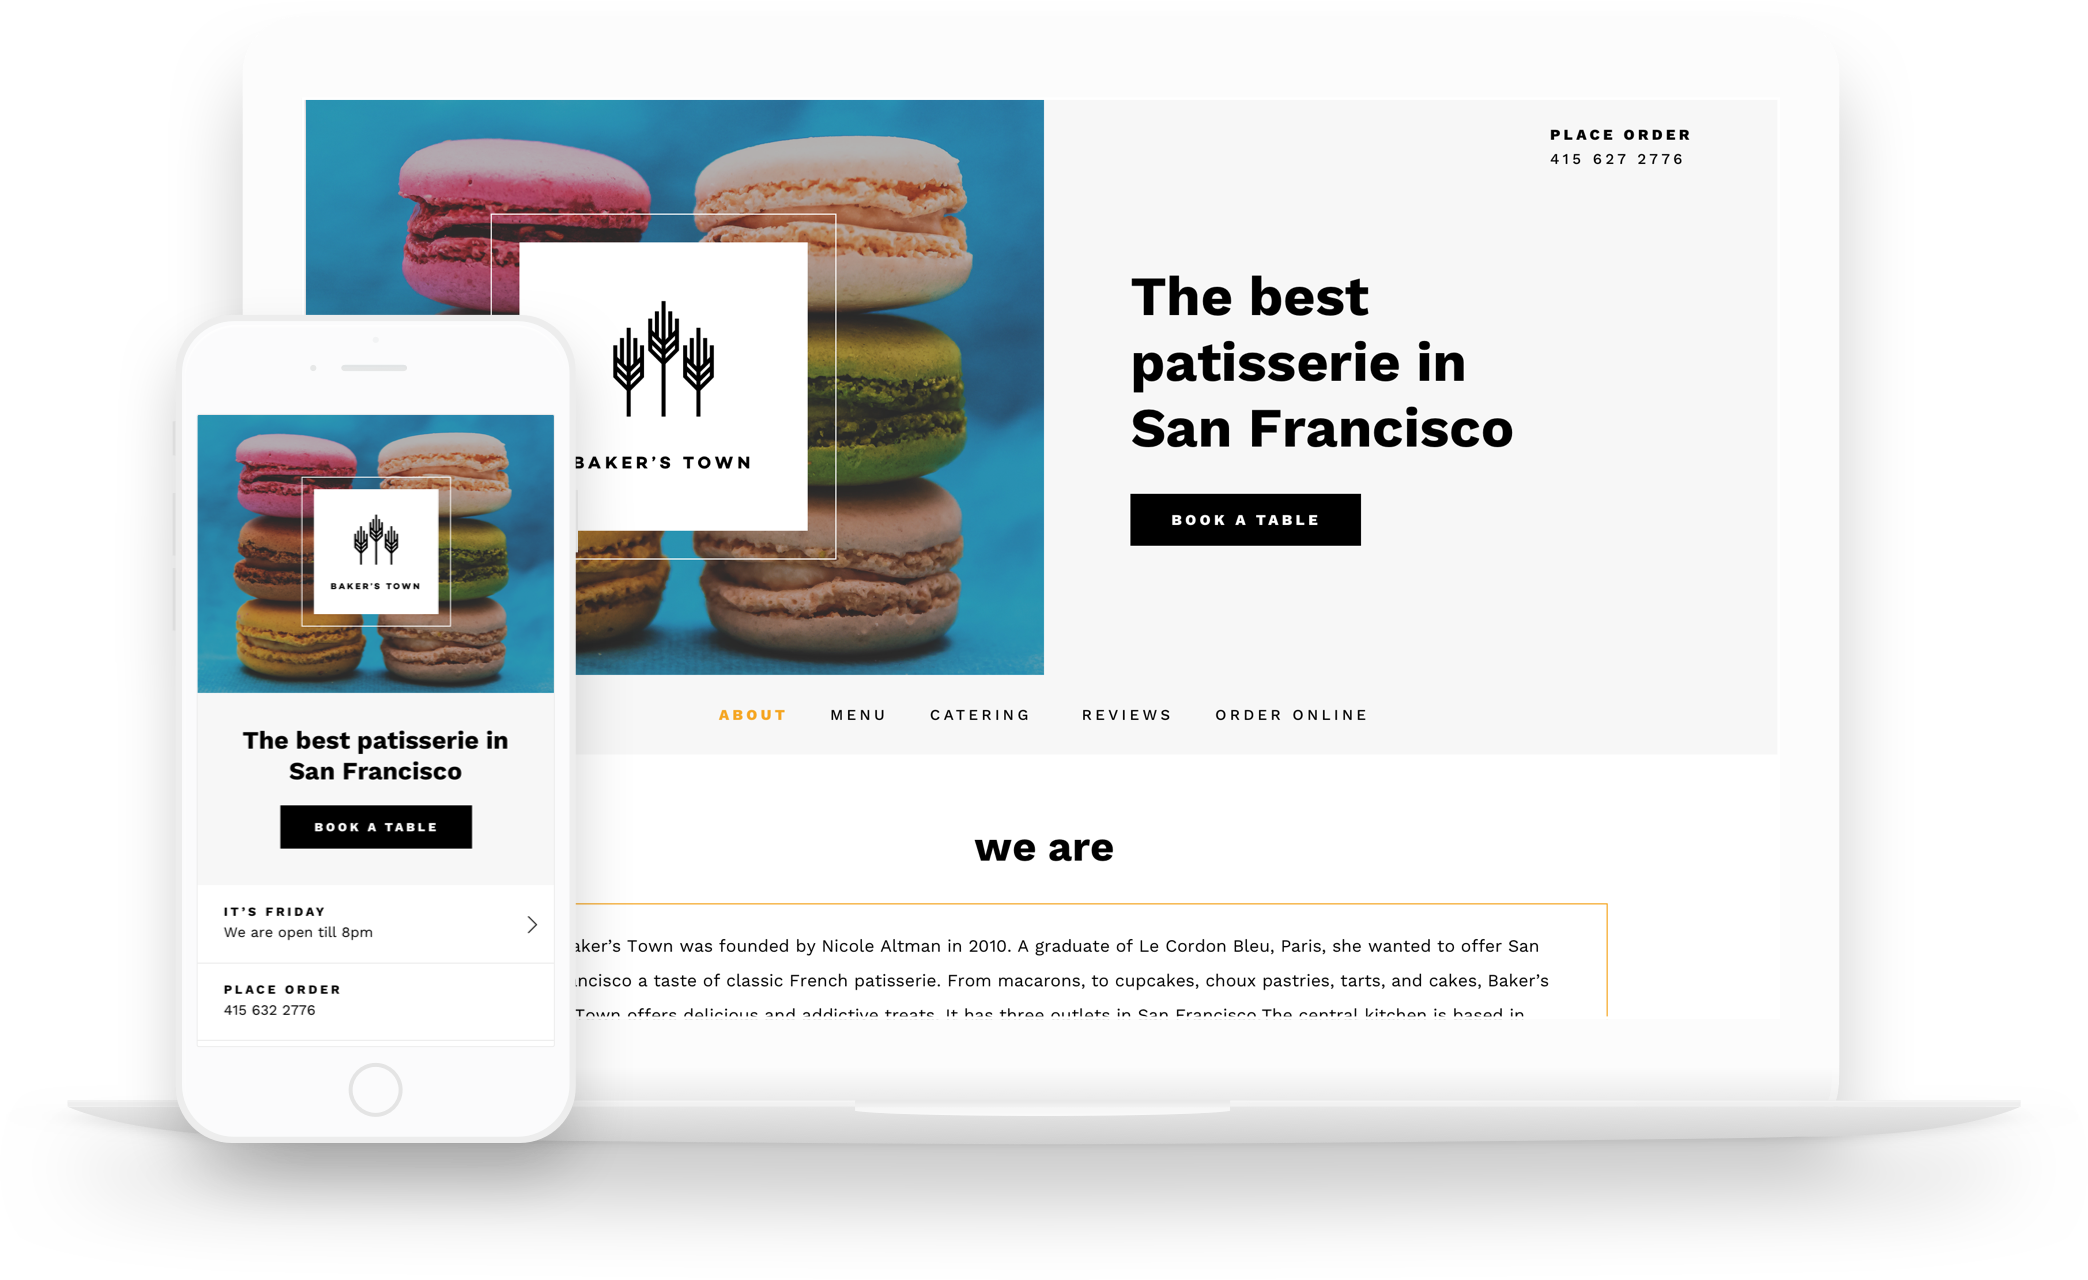 PLACE ORDER
415 627 2776
The best
patisserie in
San Francisco
BOOK A TABLE
BAKER'S TOWN
ABOUT MENU CATERING REVIEWS ORDER ONLINE
we are
Town was founded by Nicole Altman in 2010. A graduate of Le Cordon Bleu, Paris, she wanted to offer San
a taste of classic French patisserie. From macarons, to cupcakes, choux pastries, tarts, and cakes, Baker's
Town offers delicious and addictive treats. It has three outlets in San Francisco.The central kitchen is based in
BAKER'S TOWN
The best patisserie in
San Francisco
BOOK A TABLE
IT'S FRIDAY
We are open till 8pm
PLACE ORDER
415 632 2776